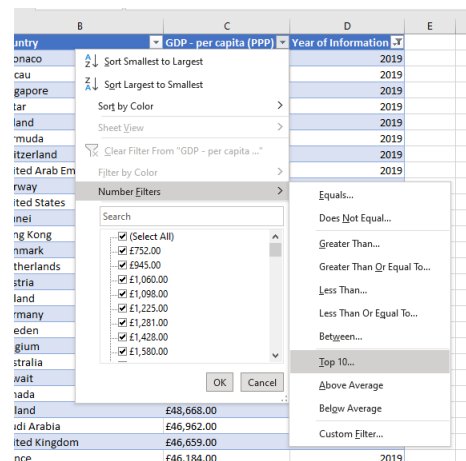 B C D E
untry GDP - per capita (PPP) Year of Information
onaco 2019
cau 2019
gapore 2019
tar 2019
land 2019
rmuda 2019
itzerland 2019
ited Arab Em
rway
ited States
unei
ng Kong
nmark
therlands
stria
land
rmany
eden
gium
stralia
wait
nada
land £48,668.00
udi Arabia £46,962.00
ited Kingdom £46,659.00
nce £46,184.00 2019
Sort Smallest to Largest
Sort Largest to Smallest
Sort by Color
Sheet View
Clear Filter From "GDP - per capita ..."
Filter by Color
Number Filters
Search
(Select All)
£752.00
£945.00
£1,060.00
£1,098.00
£1,225.00
£1,281.00
£1,428.00
£1,580.00
OK Cancel
Equals...
Does Not Equal...
Greater Than...
Greater Than Or Equal To...
Less Than...
Less Than Or Equal To...
Between...
Top 10...
Above Average
Below Average
Custom Filter...